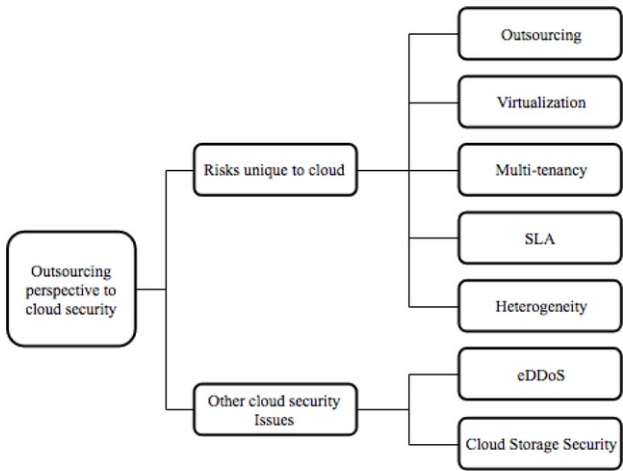 Outsourcing
Virtualization
Risks unique to cloud
Multi-tenancy
SLA
Outsourcing
perspective to
cloud security
Heterogeneity
eDDoS
Other cloud security
Issues
Cloud Storage Security